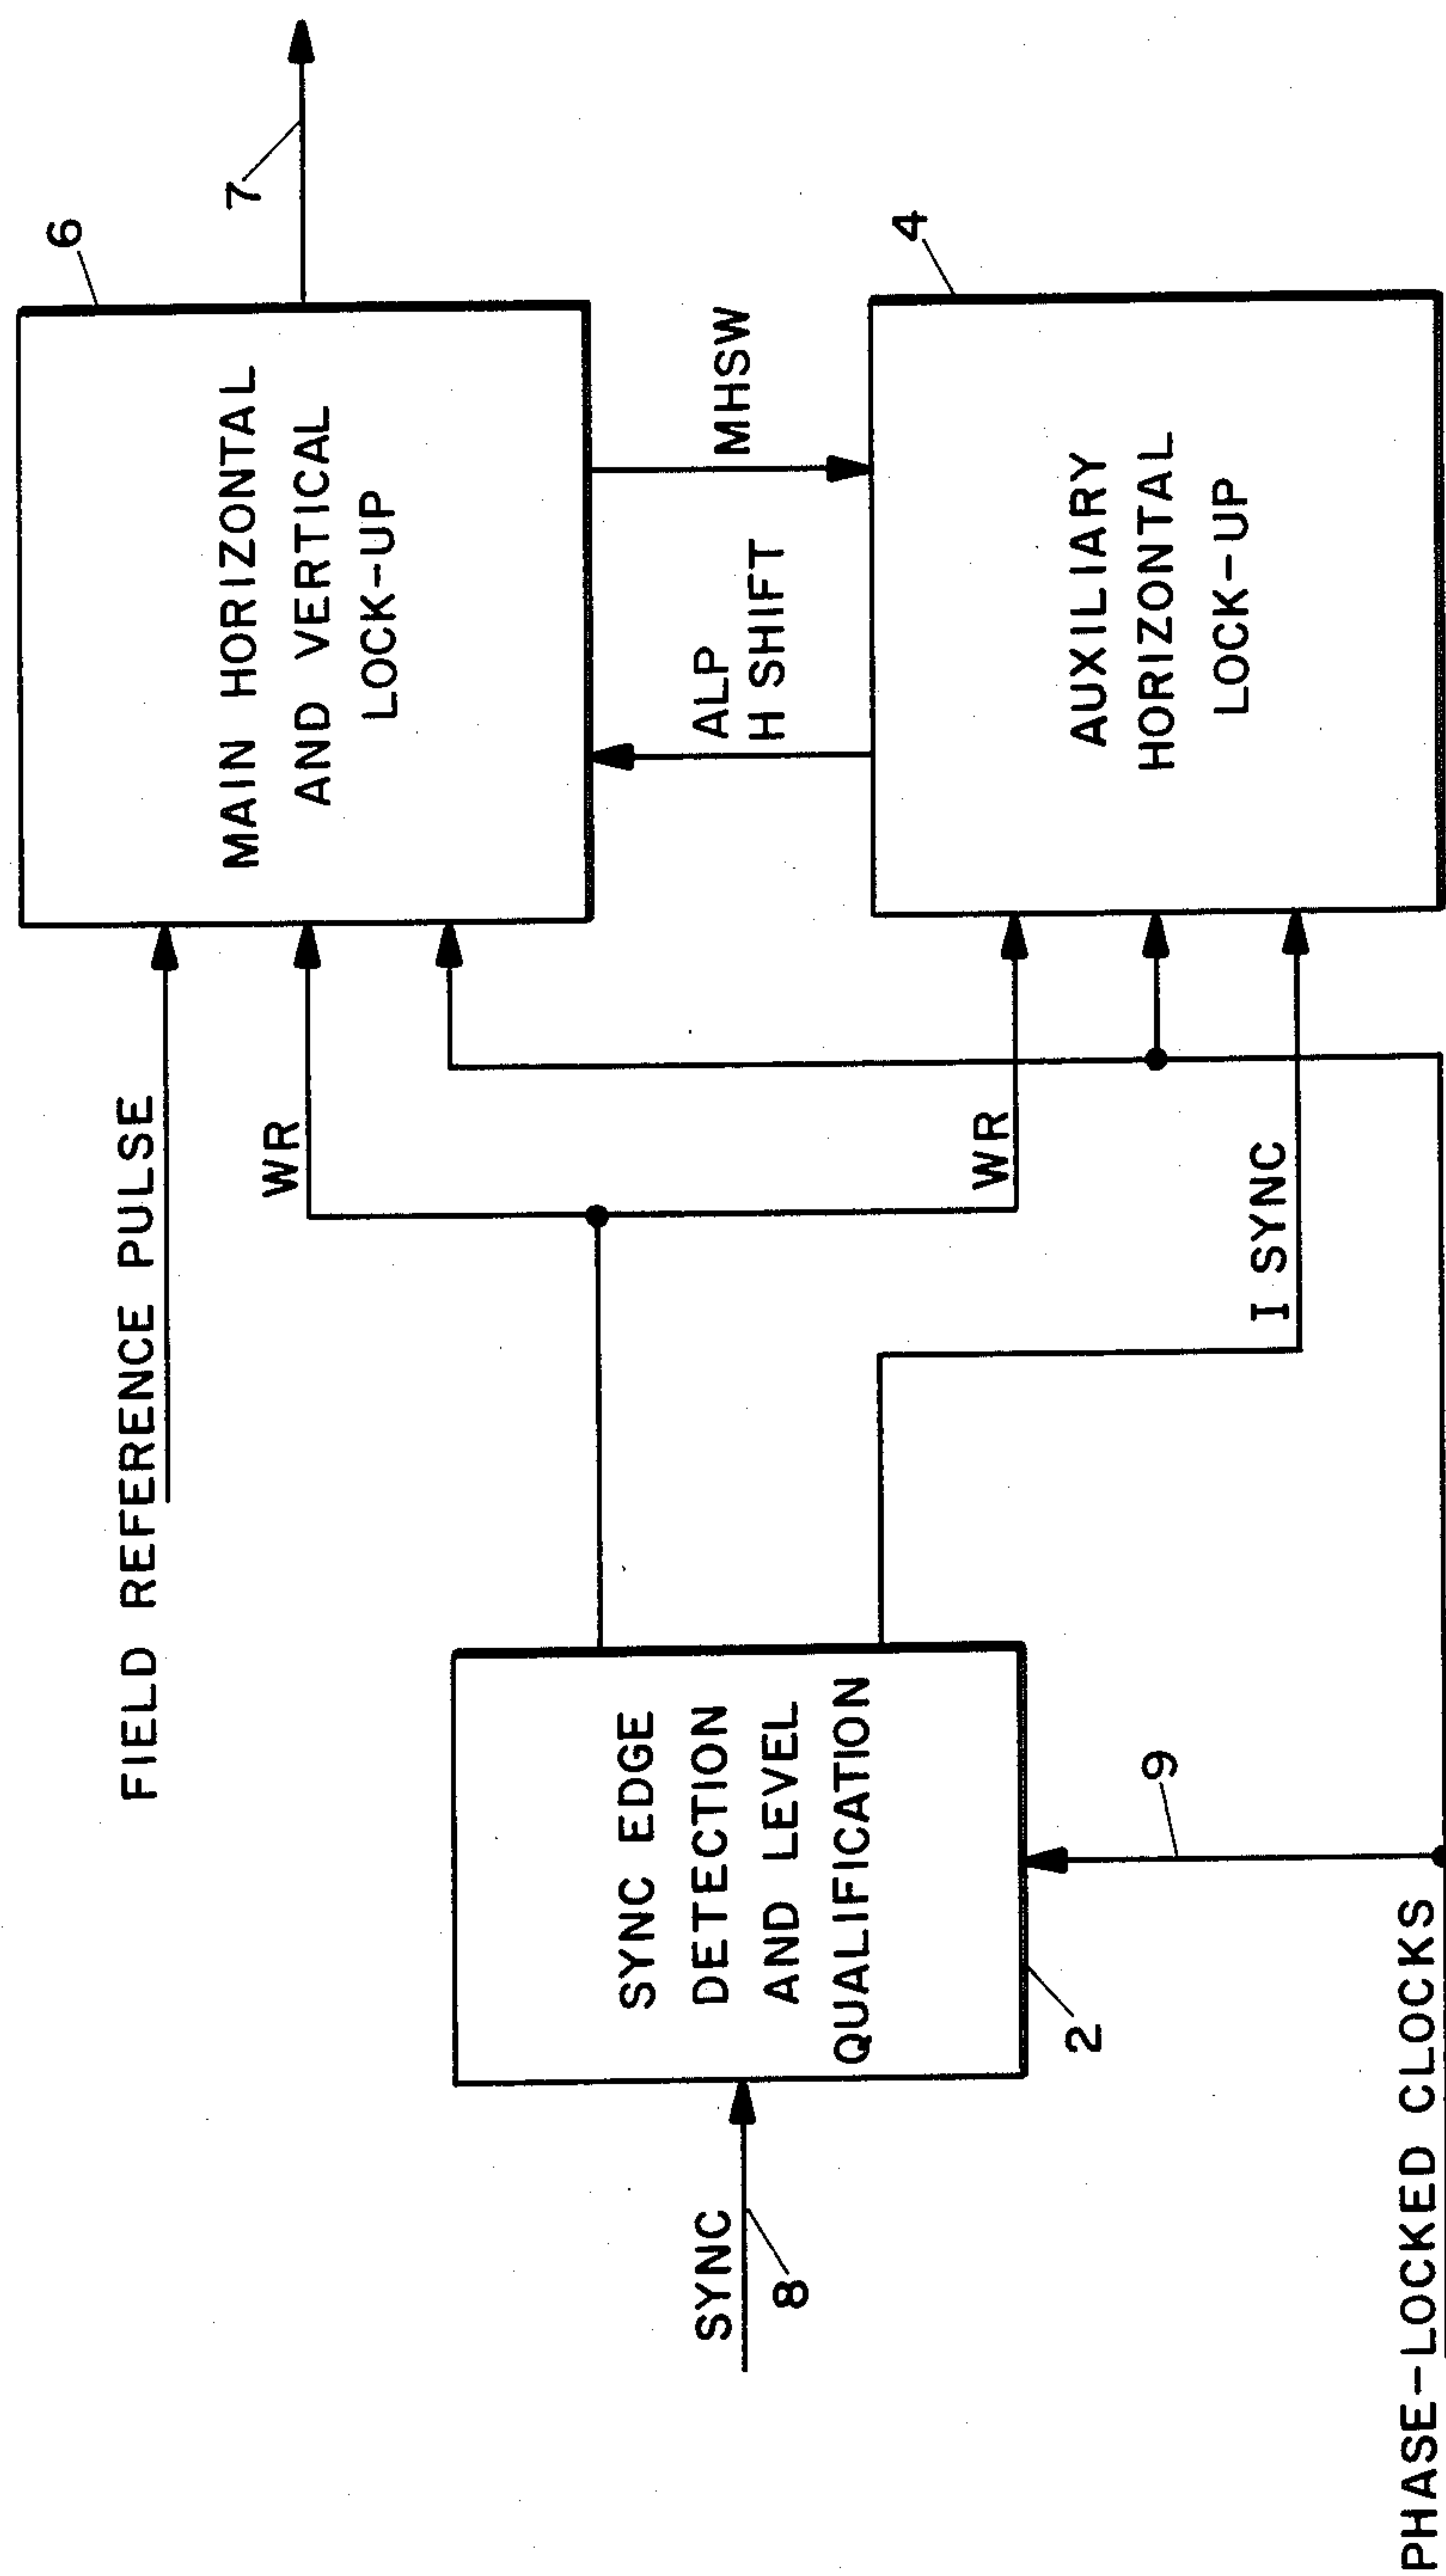 FIELD REFERENCE PULSE
WR
6
MAIN HORIZONTAL
AND VERTICAL
LOCK-UP
7
SYNC
8
SYNC EDGE
DETECTION
AND LEVEL
QUALIFICATION
2
9
ALP
H SHIFT
MHSW
WR
I SYNC
4
AUXILIARY
HORIZONTAL
LOCK-UP
PHASE-LOCKED CLOCKS